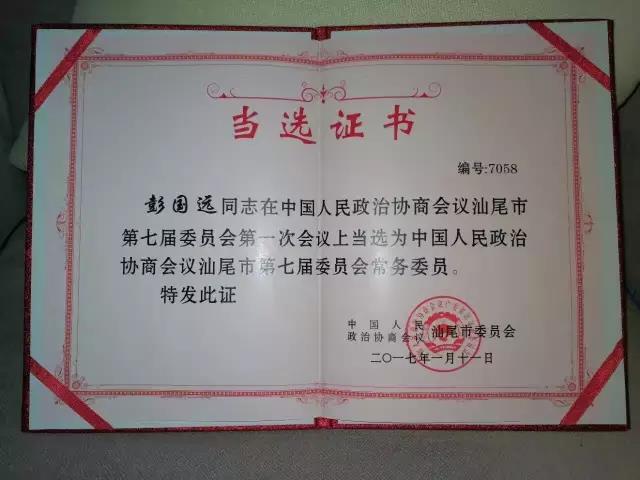 当选证书
编号:7058
彭国远同志在中国人民政治协商会议汕尾市
第七届委员会第一次会议上当选为中国人民政治
协商会议汕尾市第七届委员会常务委员。
特发此证
中国人民
政治协商会议 汕尾市委员会
二〇一七年一月十一日